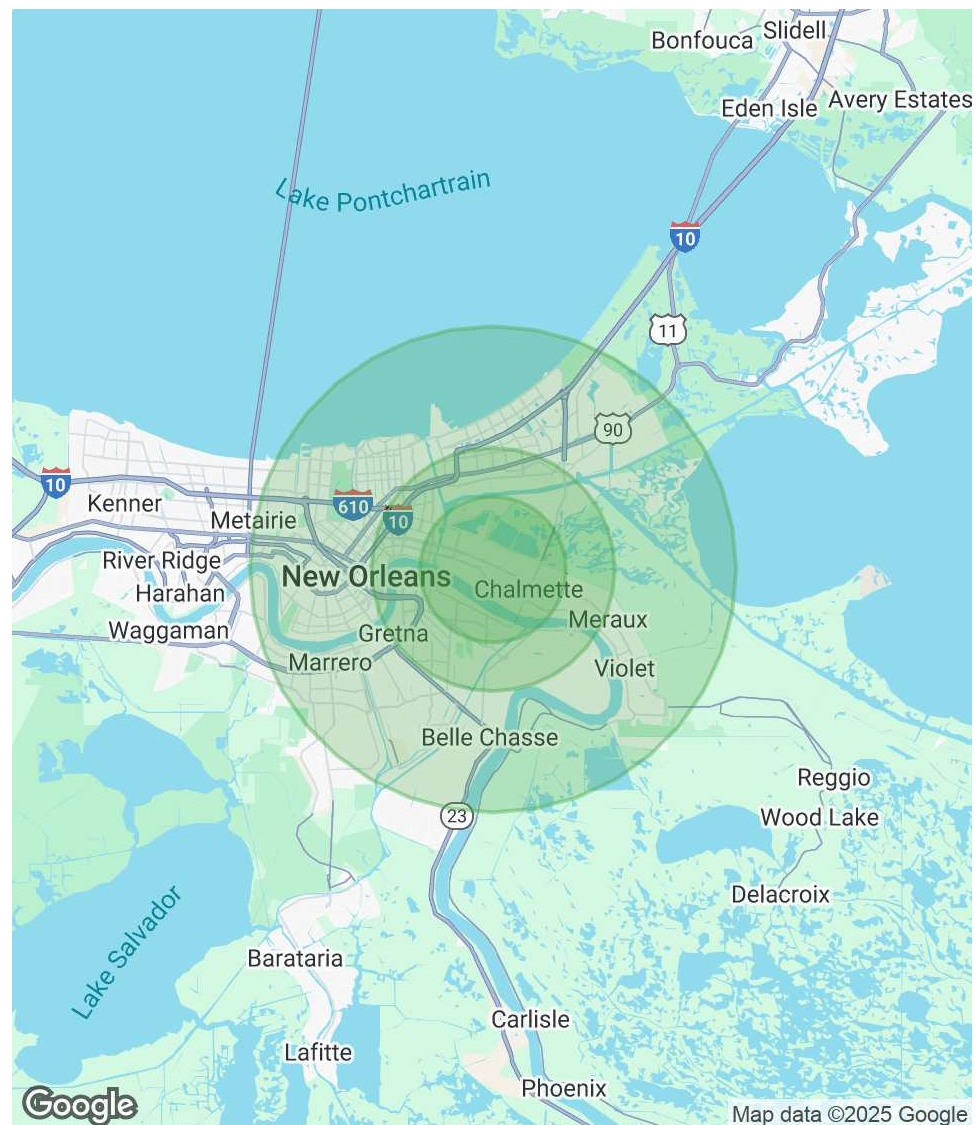 Bonfouca
Slidell
Eden Isle
Avery Estates
Lake Pontchartrain
10
11
90
10
Kenner
610
10
Metairie
River Ridge
New Orleans
Harahan
Chalmette
Waggaman
Gretna
Meraux
Marrero
Violet
Belle Chasse
Reggio
23
Wood Lake
Delacroix
Lake Salvador
Barataria
Carlisle
Lafitte
Phoenix
Google
Map data ©2025 Google